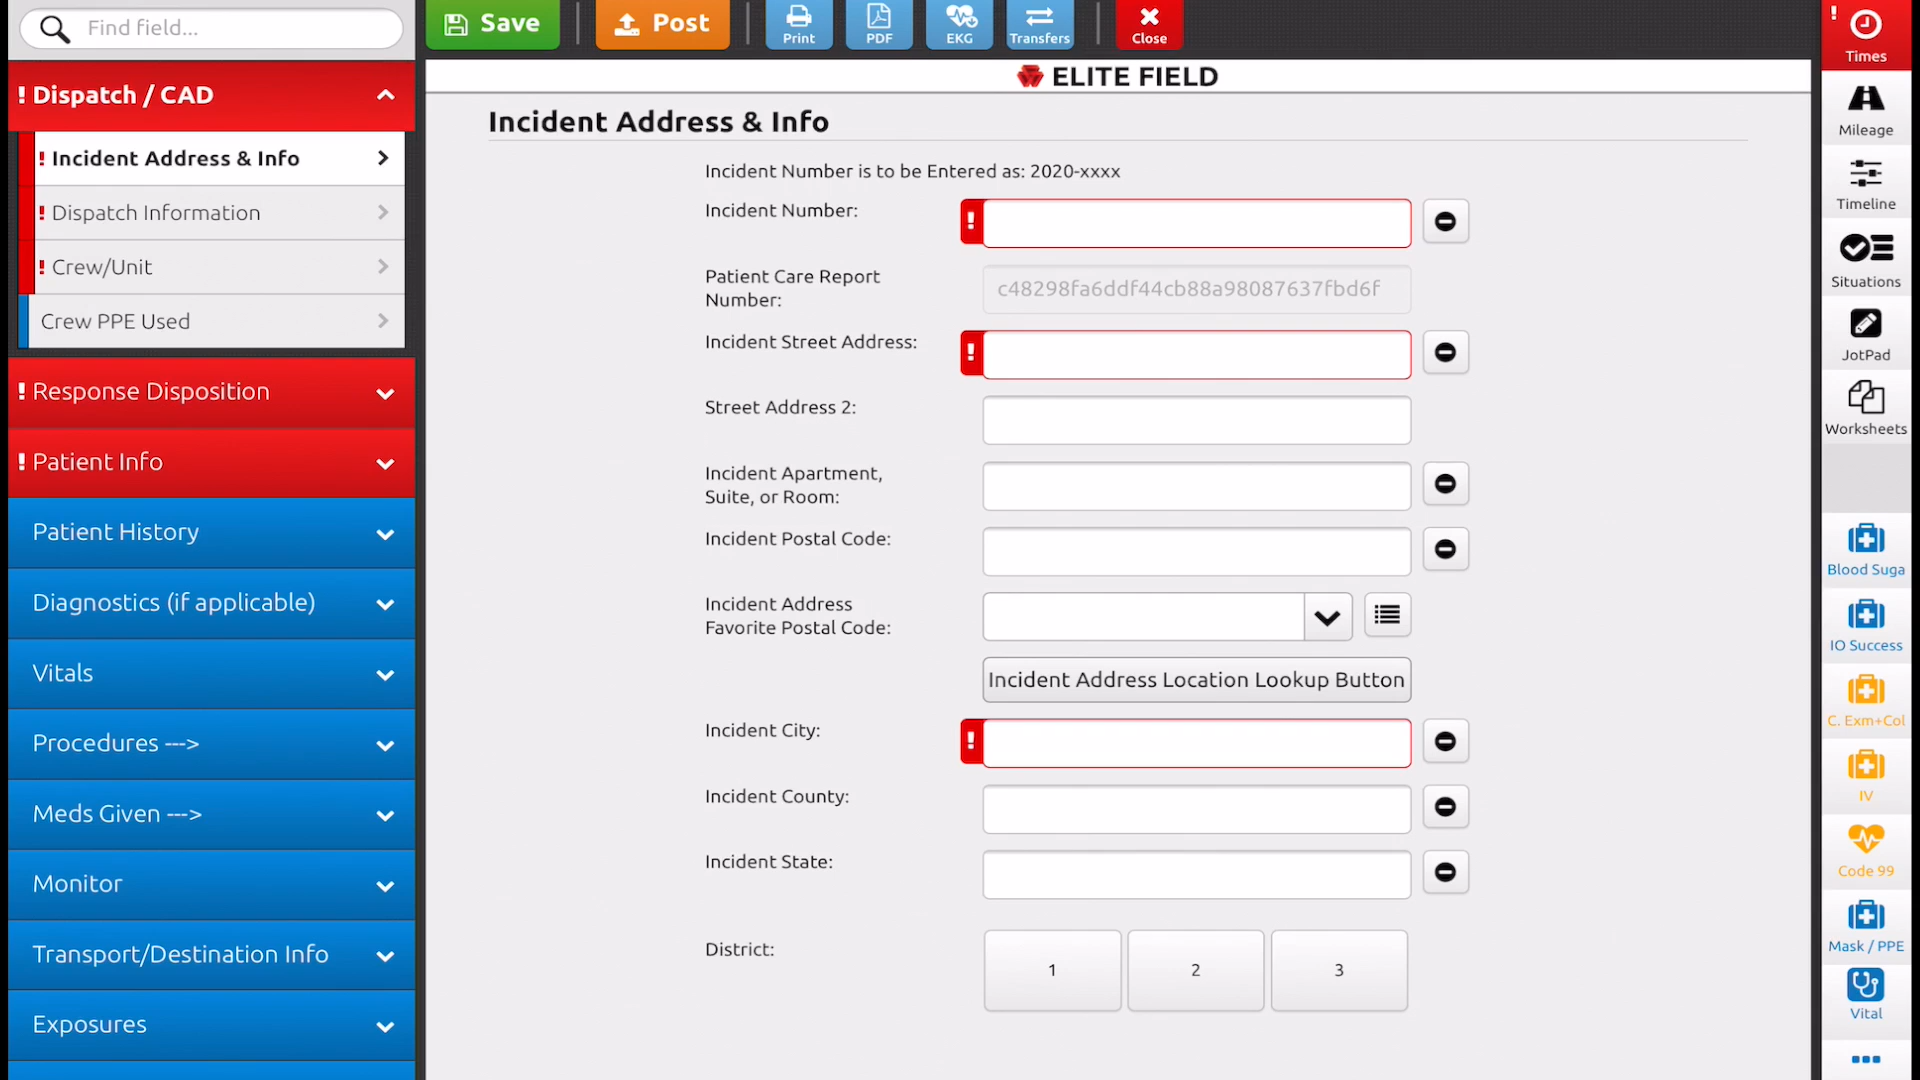 Find field...
Save
Post
Print
PDF
EKG
Transfers
Close
! Times
ELITE FIELD
! Dispatch / CAD
! Incident Address & Info
! Dispatch Information
! Crew/Unit
Crew PPE Used
! Response Disposition
! Patient Info
Patient History
Diagnostics (if applicable)
Vitals
Procedures --->
Meds Given --->
Monitor
Transport/Destination Info
Exposures
Incident Address & Info
Incident Number is to be Entered as: 2020-xxxx
Incident Number:
!
Patient Care Report
Number:
c48298fa6ddf44cb88a98087637fbd6f
Incident Street Address:
!
Street Address 2:
Incident Apartment,
Suite, or Room:
Incident Postal Code:
Incident Address
Favorite Postal Code:
Incident Address Location Lookup Button
Incident City:
!
Incident County:
Incident State:
District:
1
2
3
Mileage
Timeline
Situations
JotPad
Worksheets
Blood Suga
IO Success
C. Exm+Col
IV
Code 99
Mask / PPE
Vital